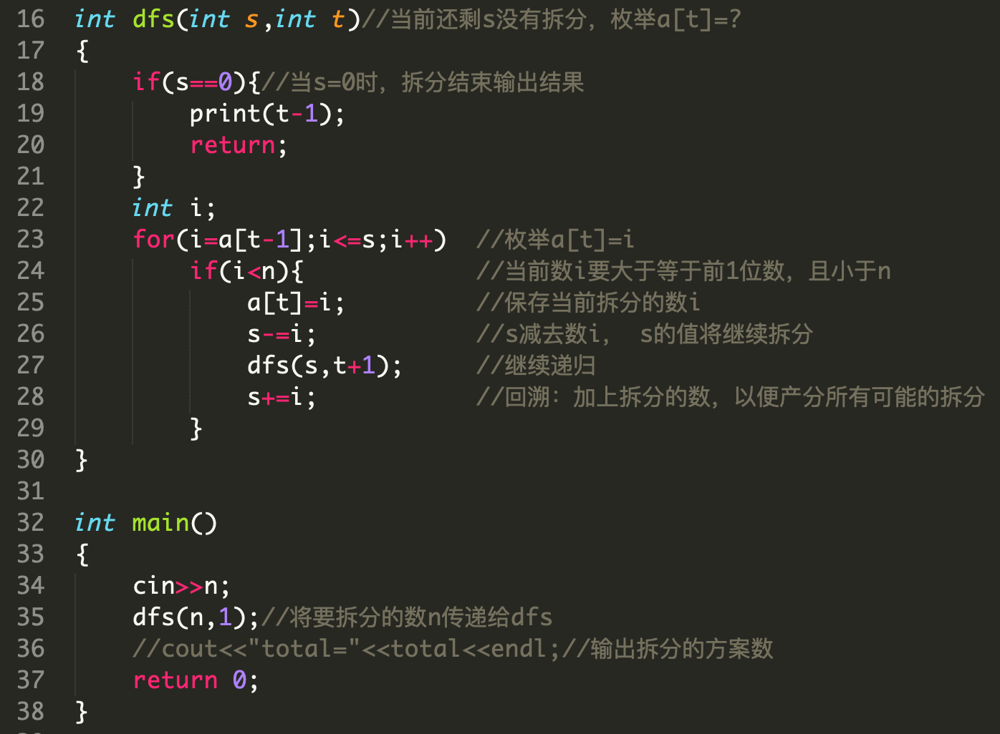 16 int dfs(int s,int t)//当前还剩s没有拆分，枚举a[t]=?
17 {
18 if(s==0){//当s=0时，拆分结束输出结果
19 print(t-1);
20 return;
21 }
22 int i;
23 for(i=a[t-1];i<=s;i++) //枚举a[t]=i
24 if(i<n){ //当前数i要大于等于前1位数，且小于n
25 a[t]=i; //保存当前拆分的数i
26 s-=i; //s减去数i， s的值将继续拆分
27 dfs(s,t+1); //继续递归
28 s+=i; //回溯：加上拆分的数，以便产分所有可能的拆分
29 }
30 }
31
32 int main()
33 {
34 cin>>n;
35 dfs(n,1);//将要拆分的数n传递给dfs
36 //cout<<"total="<<total<<endl;//输出拆分的方案数
37 return 0;
38 }